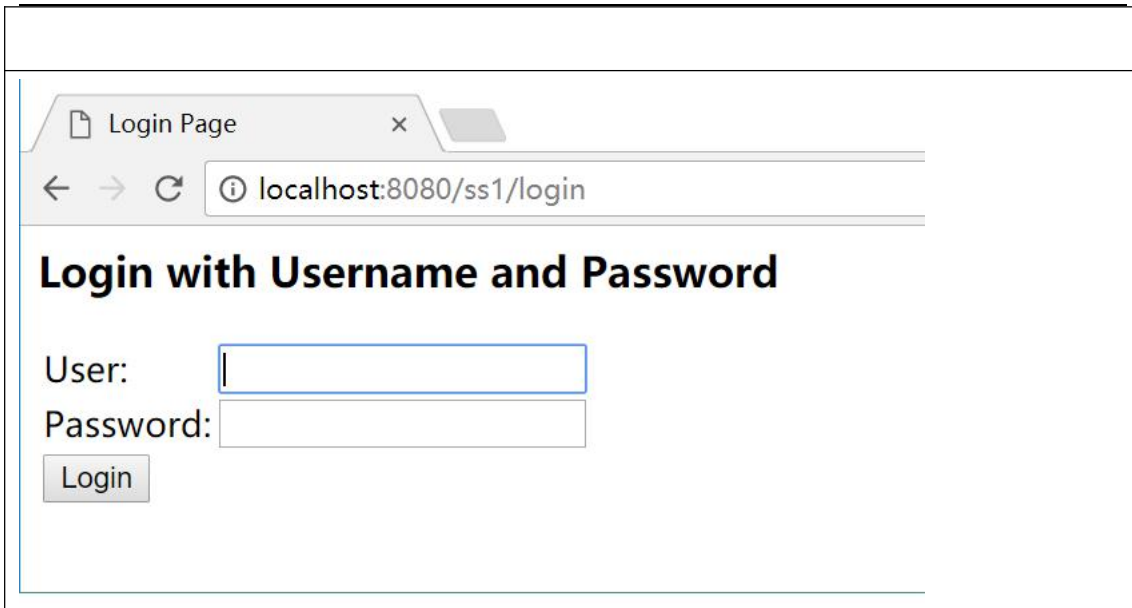 Login Page
localhost:8080/ss1/login
Login with Username and Password
User:
Password:
Login